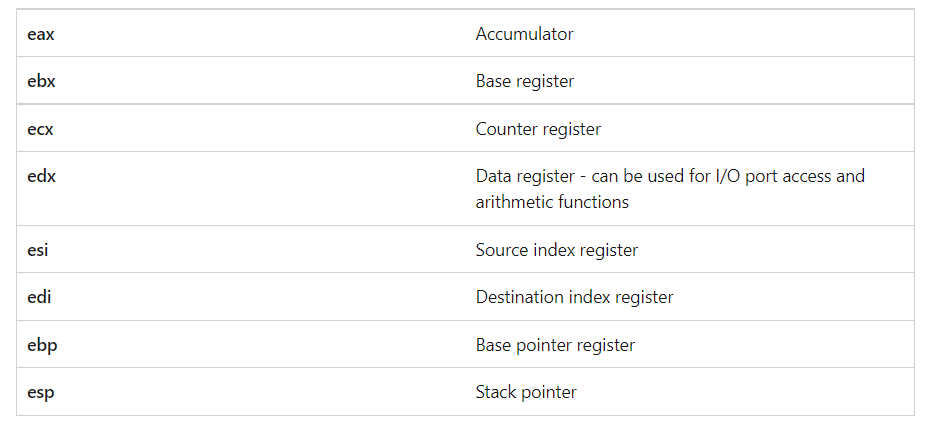 eax Accumulator
ebx Base register
ecx Counter register
edx Data register - can be used for I/O port access and
arithmetic functions
esi Source index register
edi Destination index register
ebp Base pointer register
esp Stack pointer